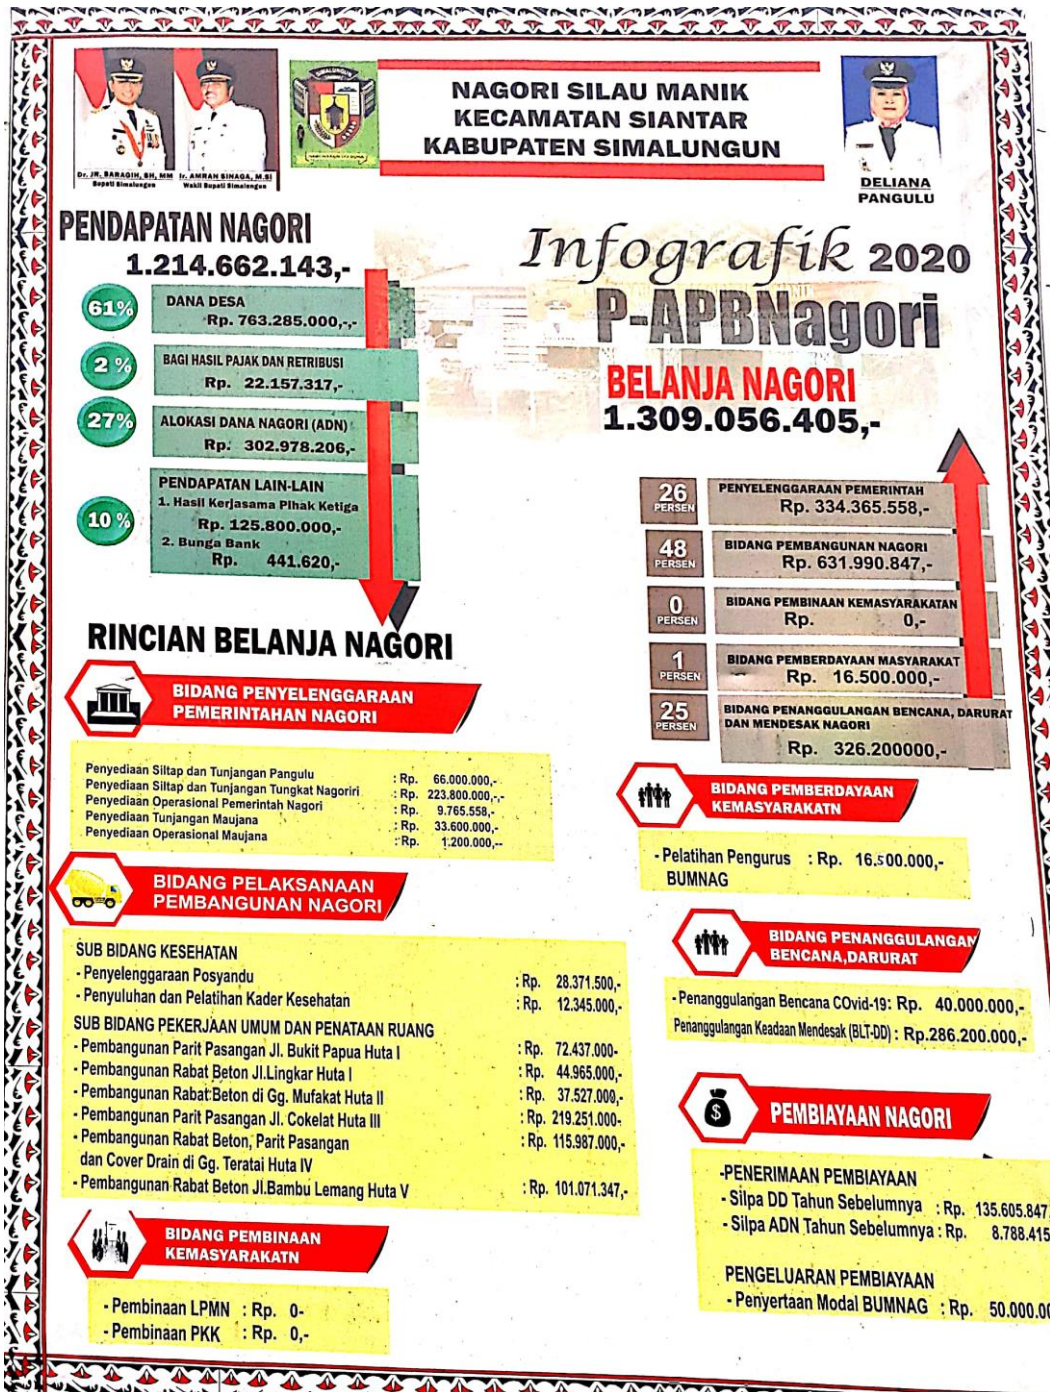 NAGORI SILAU MANIK
KECAMATAN SIANTAR
KABUPATEN SIMALUNGUN
SIMALUNGUN
Dr. JR. SARAGIH, SH, MM
Bupati Simalungun
Ir. AMRAN SINAGA, M.SI
Wakil Bupati Simalungun
DELIANA
PANGULU
PENDAPATAN NAGORI
1.214.662.143,-
61%
DANA DESA
Rp. 763.285.000,-,-
2 %
BAGI HASIL PAJAK DAN RETRIBUSI
Rp. 22.157.317,-
27%
ALOKASI DANA NAGORI (ADN)
Rp. 302.978.206,-
10 %
PENDAPATAN LAIN-LAIN
1. Hasil Kerjasama Pihak Ketiga
Rp. 125.800.000,-
2. Bunga Bank
Rp. 441.620,-
Infografik 2020
P-APBNagori
BELANJA NAGORI
1.309.056.405,-
26 PERSEN
PENYELENGGARAAN PEMERINTAH
Rp. 334.365.558,-
48 PERSEN
BIDANG PEMBANGUNAN NAGORI
Rp. 631.990.847,-
0 PERSEN
BIDANG PEMBINAAN KEMASYARAKATAN
Rp. 0,-
1 PERSEN
BIDANG PEMBERDAYAAN MASYARAKAT
Rp. 16.500.000,-
25 PERSEN
BIDANG PENANGGULANGAN BENCANA, DARURAT
DAN MENDESAK NAGORI
Rp. 326.200000,-
RINCIAN BELANJA NAGORI
BIDANG PENYELENGGARAAN
PEMERINTAHAN NAGORI
Penyediaan Siltap dan Tunjangan Pangulu : Rp. 66.000.000,-
Penyediaan Siltap dan Tunjangan Tungkat Nagoriri : Rp. 223.800.000,-,-
Penyediaan Operasional Pemerintah Nagori : Rp. 9.765.558,-
Penyediaan Tunjangan Maujana : Rp. 33.600.000,-
Penyediaan Operasional Maujana : Rp. 1.200.000,--
BIDANG PELAKSANAAN
PEMBANGUNAN NAGORI
SUB BIDANG KESEHATAN
- Penyelenggaraan Posyandu : Rp. 28.371.500,-
- Penyuluhan dan Pelatihan Kader Kesehatan : Rp. 12.345.000,-
SUB BIDANG PEKERJAAN UMUM DAN PENATAAN RUANG
- Pembangunan Parit Pasangan Jl. Bukit Papua Huta I : Rp. 72.437.000-
- Pembangunan Rabat Beton Jl.Lingkar Huta I : Rp. 44.965.000,-
- Pembangunan Rabat Beton di Gg. Mufakat Huta II : Rp. 37.527.000,-
- Pembangunan Parit Pasangan Jl. Cokelat Huta III : Rp. 219.251.000-
- Pembangunan Rabat Beton, Parit Pasangan : Rp. 115.987.000,-
dan Cover Drain di Gg. Teratai Huta IV
- Pembangunan Rabat Beton Jl.Bambu Lemang Huta V : Rp. 101.071.347,-
BIDANG PEMBINAAN
KEMASYARAKATN
- Pembinaan LPMN : Rp. 0-
- Pembinaan PKK : Rp. 0,-
BIDANG PEMBERDAYAAN
KEMASYARAKATN
- Pelatihan Pengurus : Rp. 16.500.000,-
BUMNAG
BIDANG PENANGGULANGAN
BENCANA,DARURAT
- Penanggulangan Bencana COvid-19: Rp. 40.000.000,-
Penanggulangan Keadaan Mendesak (BLT-DD) : Rp.286.200.000,-
$
PEMBIAYAAN NAGORI
-PENERIMAAN PEMBIAYAAN
- Silpa DD Tahun Sebelumnya : Rp. 135.605.847
- Silpa ADN Tahun Sebelumnya : Rp. 8.788.415
PENGELUARAN PEMBIAYAAN
- Penyertaan Modal BUMNAG : Rp. 50.000.00